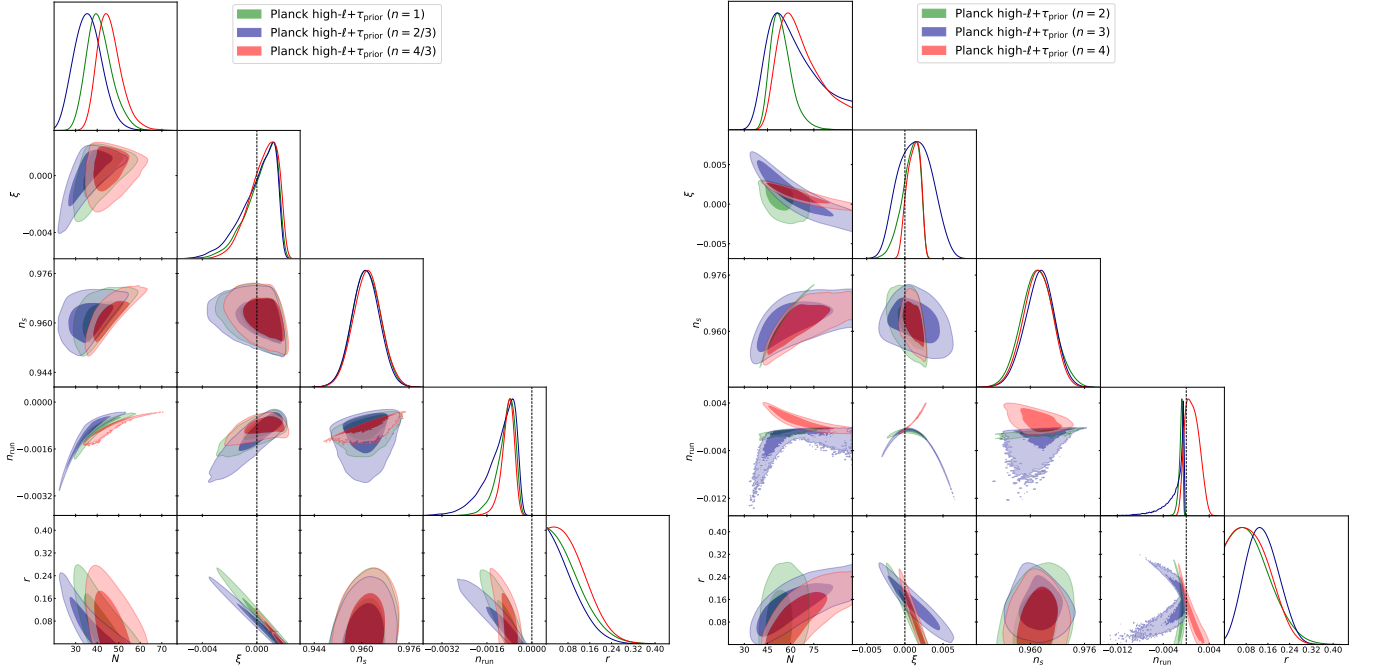 Planck high-ℓ+τprior (n = 1)
Planck high-ℓ+τprior (n = 2/3)
Planck high-ℓ+τprior (n = 4/3)
0.000
−0.004
ξ
0.976
0.960
0.944
ns
0.0000
−0.0016
−0.0032
nrun
0.40
0.32
0.24
0.16
0.08
r
30 40 50 60 70
N
−0.004 0.000
ξ
0.944 0.960 0.976
ns
−0.0016 0.0000
nrun
0.08 0.16 0.24 0.32 0.40
r
Planck high-ℓ+τprior (n = 2)
Planck high-ℓ+τprior (n = 3)
Planck high-ℓ+τprior (n = 4)
0.005
0.000
−0.005
ξ
0.976
0.960
ns
0.004
−0.004
−0.012
nrun
0.40
0.32
0.24
0.16
0.08
r
30 45 60 75
N
−0.005 0.000 0.005
ξ
0.960 0.976
ns
−0.012 −0.004 0.004
nrun
0.08 0.16 0.24 0.32 0.40
r